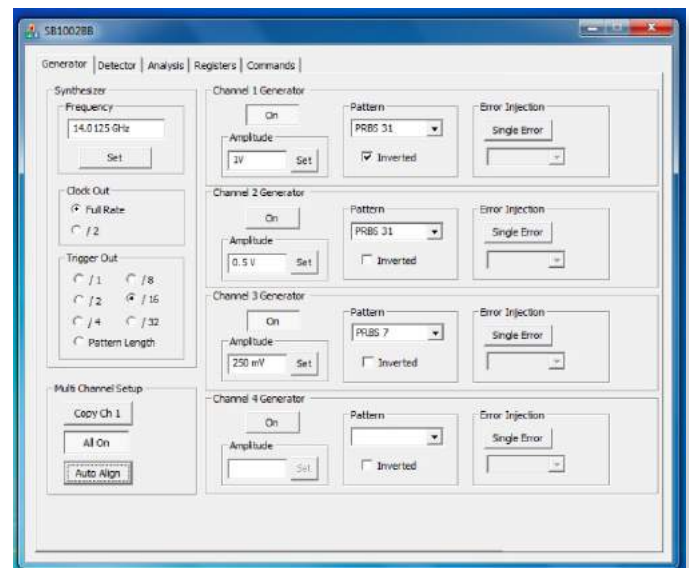 SB1002BB
Generator Detector Analysis Registers Commands
Synthesizer
Frequency
14.0125 GHz
Set
Clock Out
Full Rate
/ 2
Trigger Out
/ 1 / 8
/ 2 / 16
/ 4 / 32
Pattern Length
Multi Channel Setup
Copy Ch 1
All On
Auto Align
Channel 1 Generator
On
Amplitude
1V Set
Pattern
PRBS 31
Inverted
Error Injection
Single Error
Channel 2 Generator
On
Amplitude
0.5 V Set
Pattern
PRBS 31
Inverted
Error Injection
Single Error
Channel 3 Generator
On
Amplitude
250 mV Set
Pattern
PRBS 7
Inverted
Error Injection
Single Error
Channel 4 Generator
On
Amplitude
Set
Pattern
Inverted
Error Injection
Single Error